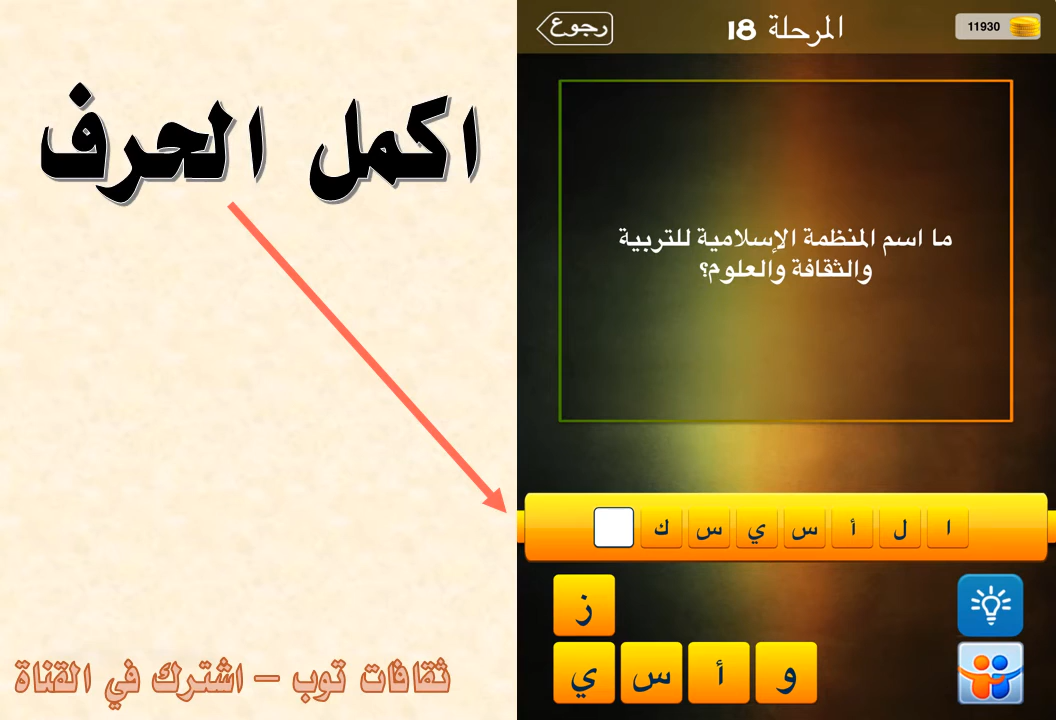 اكمل الحرف
ثقافات توب – اشترك في القناة
رجوع
المرحلة 18
11930
ما اسم المنظمة الإسلامية للتربية
والثقافة والعلوم؟
ا ل أ س ي س ك
ز
و أ س ي